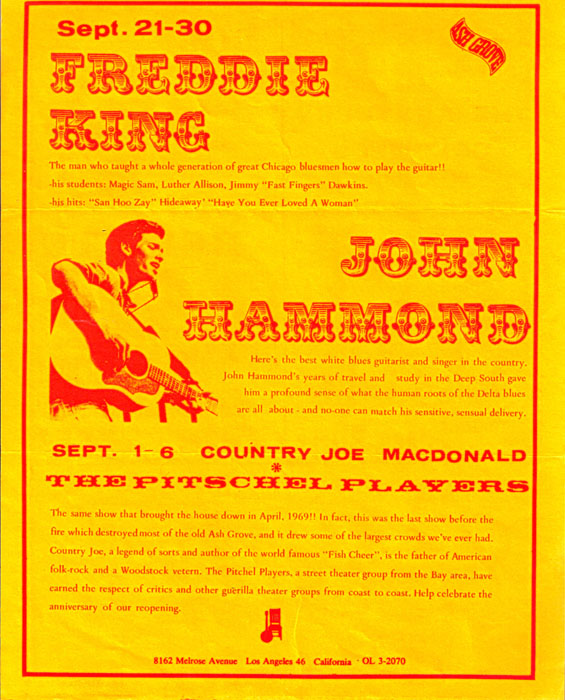 Sept. 21-30
ASH GROVE
FREDDIE
KING
The man who taught a whole generation of great Chicago bluesmen how to play the guitar!!
-his students: Magic Sam, Luther Allison, Jimmy "Fast Fingers" Dawkins.
-his hits: "San Hoo Zay" Hideaway' "Have You Ever Loved A Woman"
JOHN
HAMMOND
Here's the best white blues guitarist and singer in the country.
John Hammond's years of travel and study in the Deep South gave
him a profound sense of what the human roots of the Delta blues
are all about - and no-one can match his sensitive, sensual delivery.
SEPT. 1-6 COUNTRY JOE MACDONALD
*
THE PITSCHEL PLAYERS
The same show that brought the house down in April, 1969!! In fact, this was the last show before the
fire which destroyed most of the old Ash Grove, and it drew some of the largest crowds we've ever had.
Country Joe, a legend of sorts and author of the world famous "Fish Cheer", is the father of American
folk-rock and a Woodstock vetern. The Pitchel Players, a street theater group from the Bay area, have
earned the respect of critics and other guerilla theater groups from coast to coast. Help celebrate the
anniversary of our reopening.
8162 Melrose Avenue Los Angeles 46 California · OL 3-2070